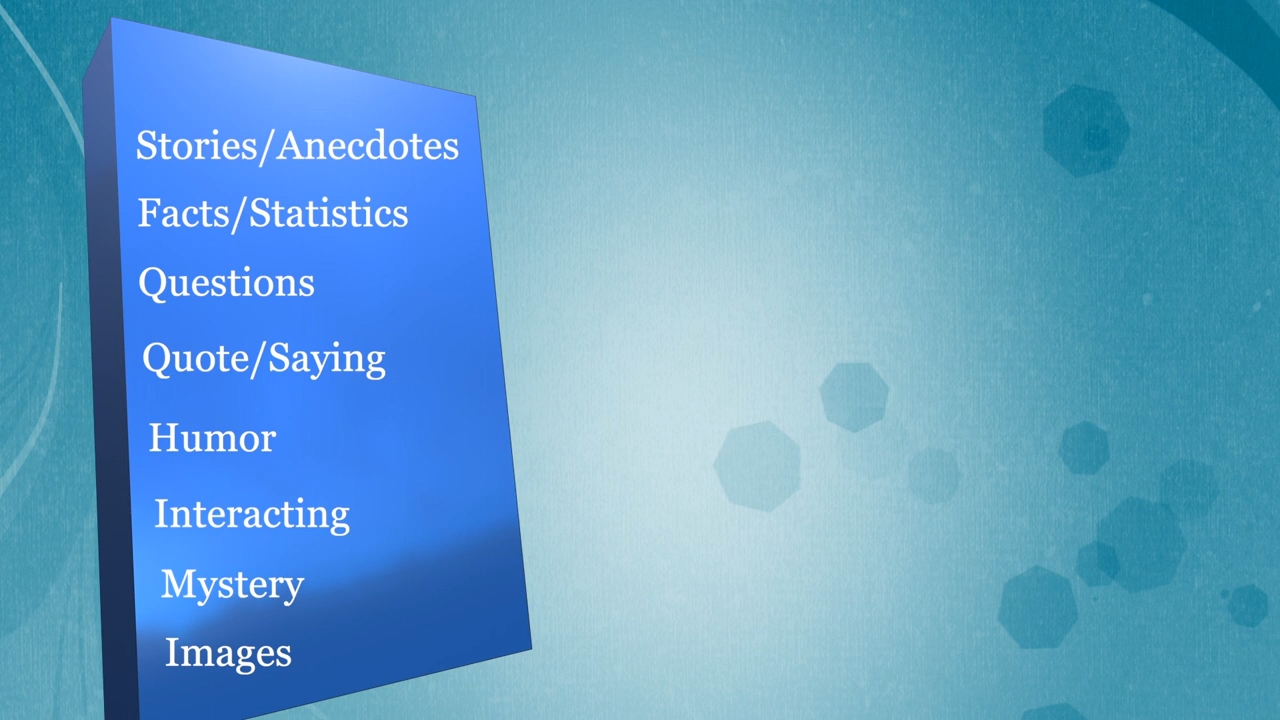 Stories/Anecdotes
Facts/Statistics
Questions
Quote/Saying
Humor
Interacting
Mystery
Images